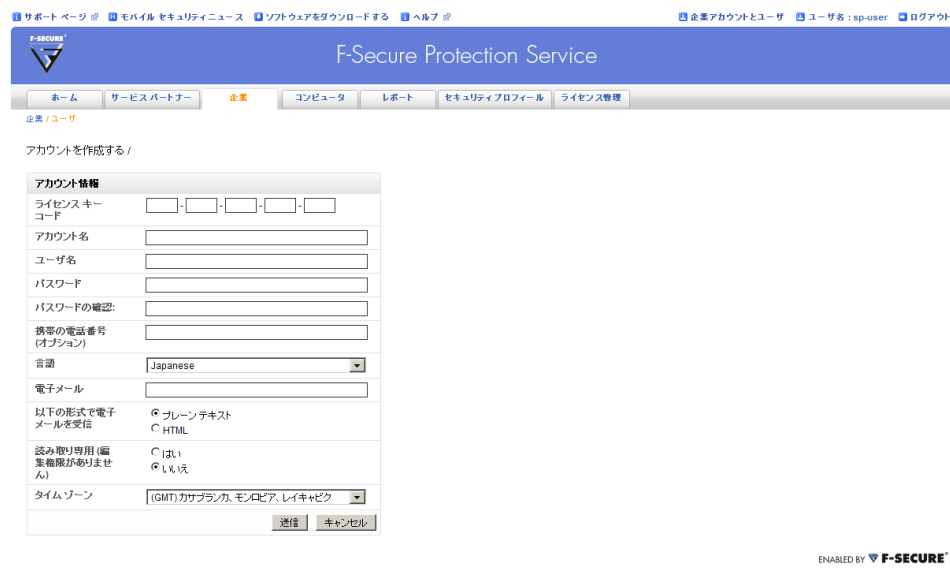 サポート ページ モバイル セキュリティニュース ソフトウェアをダウンロードする ヘルプ 企業アカウントとユーザ ユーザ名 : sp-user ログアウト
F-SECURE
F-Secure Protection Service
ホーム サービス パートナー 企業 コンピュータ レポート セキュリティプロフィール ライセンス管理
企業 / ユーザ
アカウントを作成する /
アカウント情報
ライセンス キー
コード - - - -
アカウント名
ユーザ名
パスワード
パスワードの確認:
携帯の電話番号
(オプション)
言語 Japanese
電子メール
以下の形式で電子
メールを受信
プレーン テキスト
HTML
読み取り専用 (編
集権限がありませ
ん)
はい
いいえ
タイム ゾーン (GMT) カサブランカ、モンロビア、レイキャビク
送信 キャンセル
ENABLED BY F-SECURE